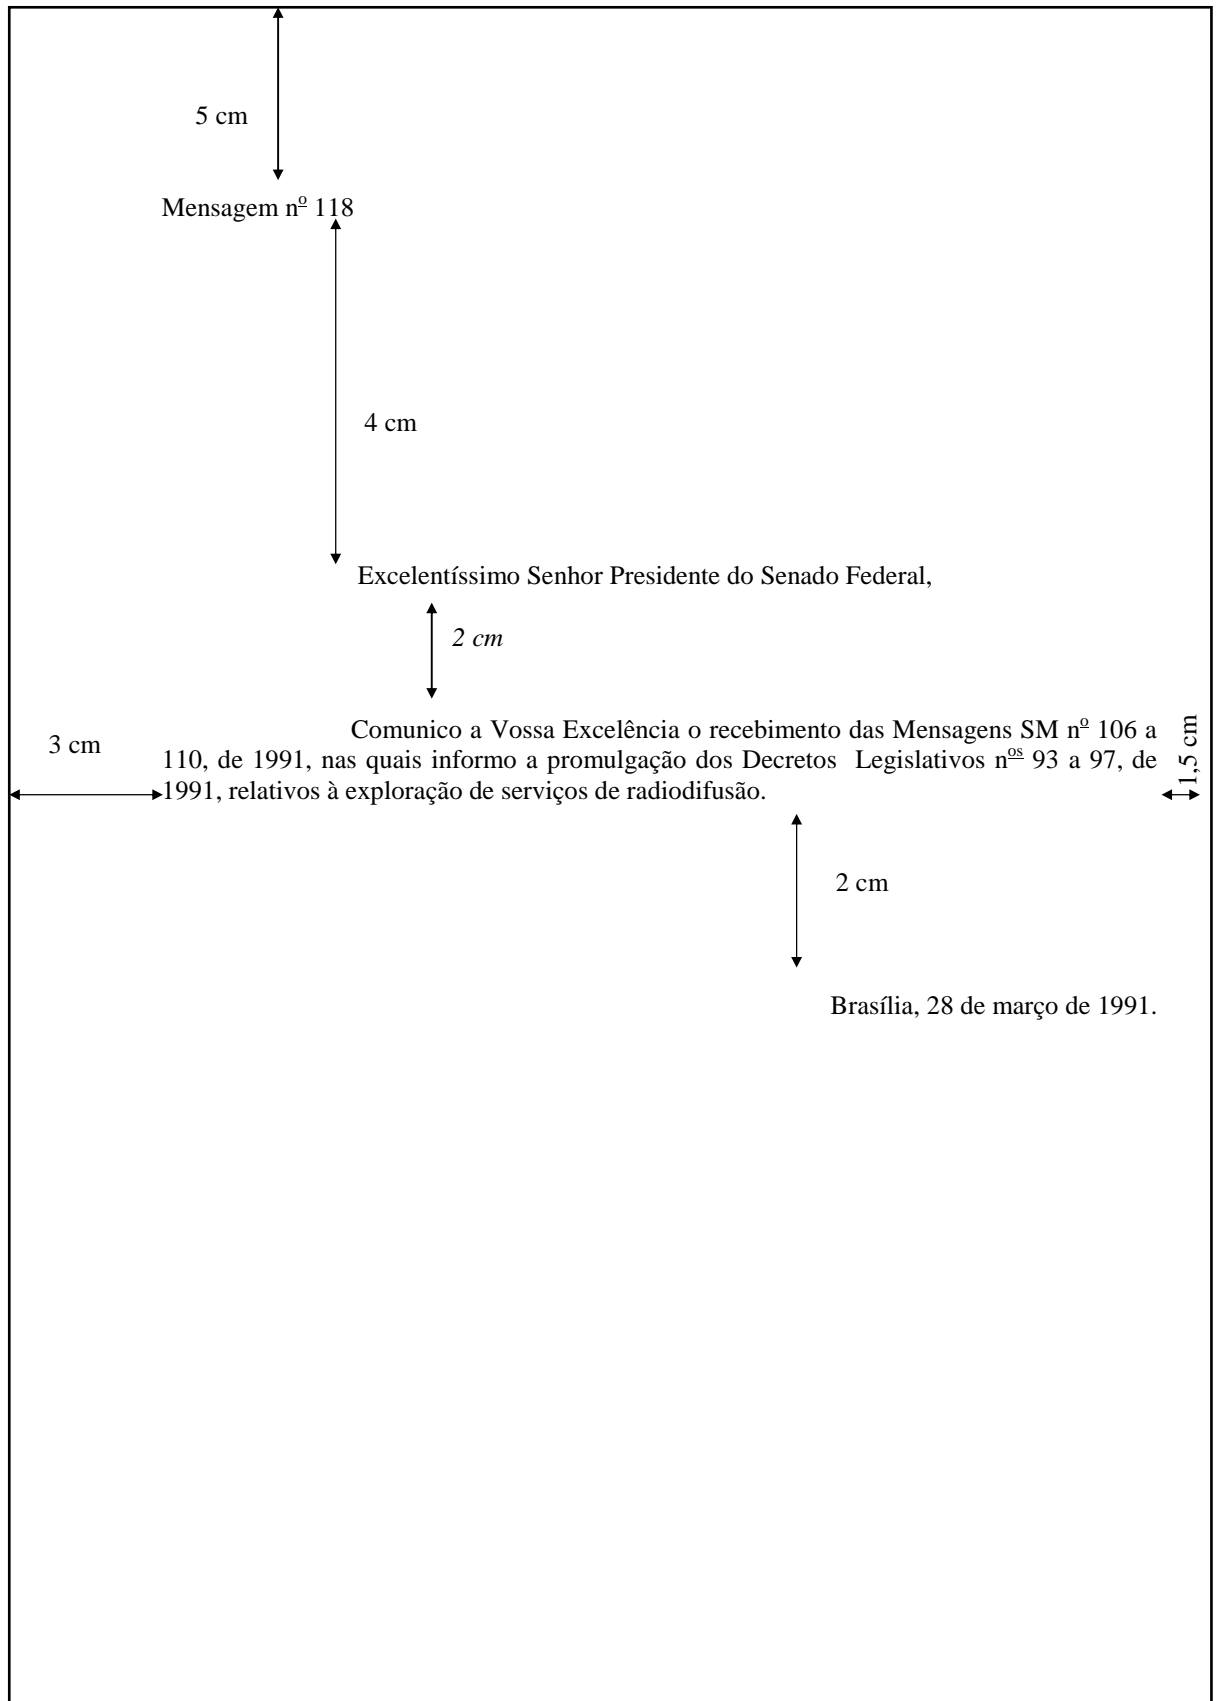 5 cm
Mensagem nº 118
4 cm
Excelentíssimo Senhor Presidente do Senado Federal,
2 cm
Comunico a Vossa Excelência o recebimento das Mensagens SM nº 106 a
110, de 1991, nas quais informo a promulgação dos Decretos Legislativos nos 93 a 97, de
1991, relativos à exploração de serviços de radiodifusão.
3 cm
1,5 cm
2 cm
Brasília, 28 de março de 1991.